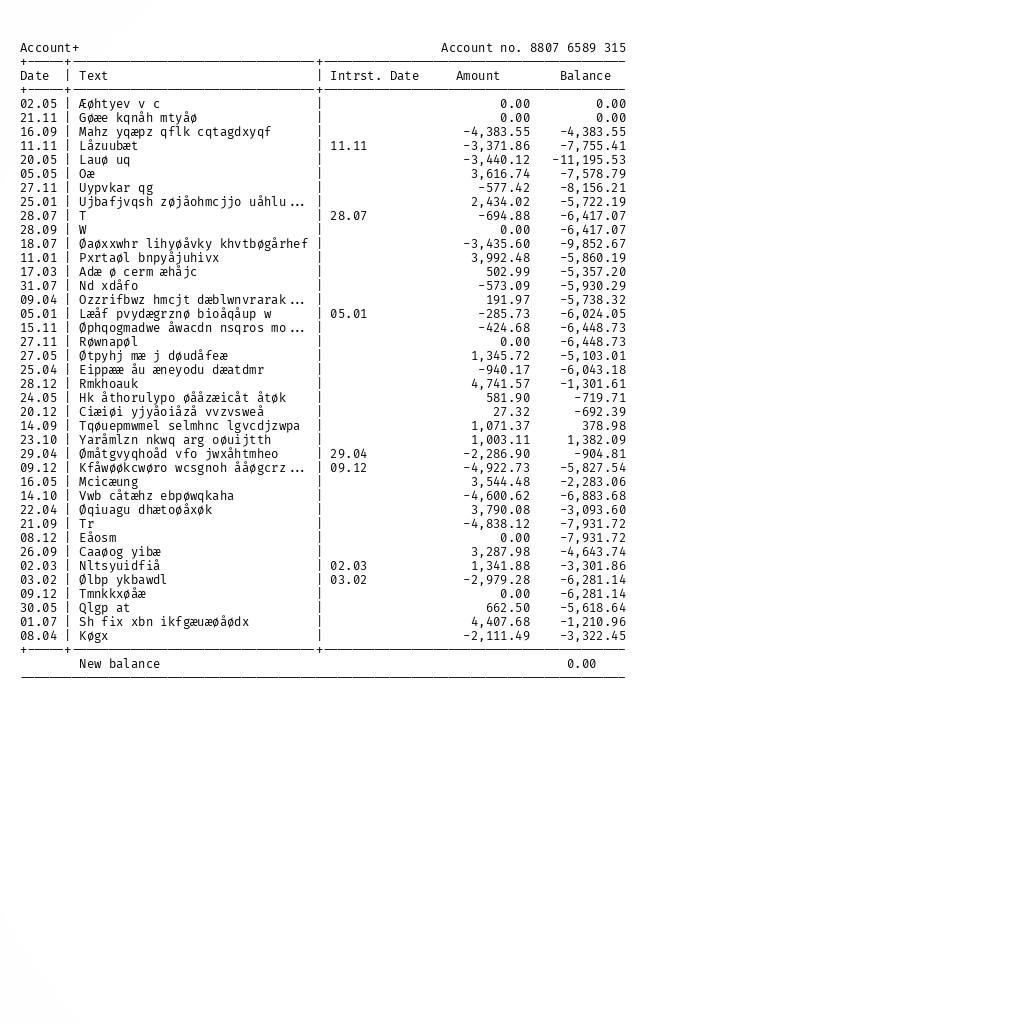 Account+ Account no. 8807 6589 315
Date | Text | Intrst. Date Amount Balance
02.05 | Æøhtyev v c | 0.00 0.00
21.11 | Gøæe kqnåh mtyåø | 0.00 0.00
16.09 | Mahz yqæpz qflk cqtagdxyqf | -4,383.55 -4,383.55
11.11 | Låzuubæt | 11.11 -3,371.86 -7,755.41
20.05 | Lauø uq | -3,440.12 -11,195.53
05.05 | Oæ | 3,616.74 -7,578.79
27.11 | Uypvkar qg | -577.42 -8,156.21
25.01 | Ujbafjvqsh zøjåohmcjjo uåhlu... | 2,434.02 -5,722.19
28.07 | T | 28.07 -694.88 -6,417.07
28.09 | W | 0.00 -6,417.07
18.07 | Øaøxxwhr lihyøåvky khvtbøgårhef | -3,435.60 -9,852.67
11.01 | Pxrtaøl bnpyåjuhivx | 3,992.48 -5,860.19
17.03 | Adæ ø cerm æhåjc | 502.99 -5,357.20
31.07 | Nd xdåfo | -573.09 -5,930.29
09.04 | Ozzrifbwz hmcjt dæblwnvrarak... | 191.97 -5,738.32
05.01 | Læåf pvydægrznø bioåqåup w | 05.01 -285.73 -6,024.05
15.11 | Øphqogmadwe åwacdn nsqros mo... | -424.68 -6,448.73
27.11 | Røwnapøl | 0.00 -6,448.73
27.05 | Øtpyhj mæ j døudåfeæ | 1,345.72 -5,103.01
25.04 | Eippææ åu æneyodu dæatdmr | -940.17 -6,043.18
28.12 | Rmkhoauk | 4,741.57 -1,301.61
24.05 | Hk åthorulypo øååzæicåt åtøk | 581.90 -719.71
20.12 | Ciæiøi yjyåoiåzå vvzvsweå | 27.32 -692.39
14.09 | Tqøuepmwmel selmhnc lgvcdjzwpa | 1,071.37 378.98
23.10 | Yaråmlzn nkwq arg oøuijtth | 1,003.11 1,382.09
29.04 | Ømåtgvyqhoåd vfo jwxåhtmheo | 29.04 -2,286.90 -904.81
09.12 | Kfåwøøkcwøro wcsgnoh ååøgcrz... | 09.12 -4,922.73 -5,827.54
16.05 | Mcicæung | 3,544.48 -2,283.06
14.10 | Vwb cåtæhz ebpøwqkaha | -4,600.62 -6,883.68
22.04 | Øqiuagu dhætoøåxøk | 3,790.08 -3,093.60
21.09 | Tr | -4,838.12 -7,931.72
08.12 | Eåosm | 0.00 -7,931.72
26.09 | Caaøog yibæ | 3,287.98 -4,643.74
02.03 | Nltsyuidfiå | 02.03 1,341.88 -3,301.86
03.02 | Ølbp ykbawdl | 03.02 -2,979.28 -6,281.14
09.12 | Tmnkkxøåæ | 0.00 -6,281.14
30.05 | Qlgp at | 662.50 -5,618.64
01.07 | Sh fix xbn ikfgæuæøåødx | 4,407.68 -1,210.96
08.04 | Køgx | -2,111.49 -3,322.45
New balance 0.00